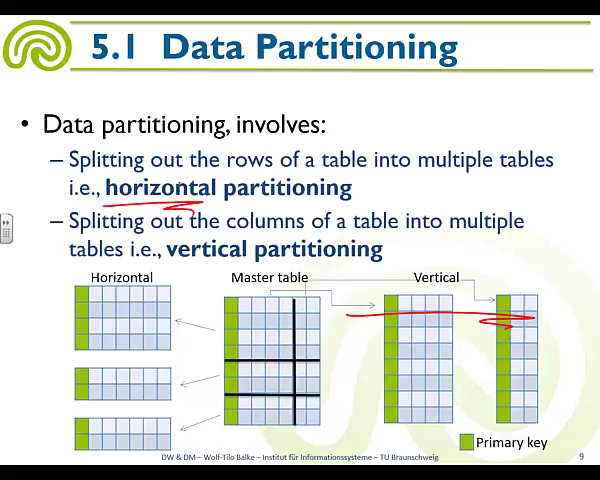 5.1 Data Partitioning
• Data partitioning, involves:
– Splitting out the rows of a table into multiple tables
i.e., horizontal partitioning
– Splitting out the columns of a table into multiple
tables i.e., vertical partitioning
Horizontal Master table Vertical
Primary key
DW & DM – Wolf-Tilo Balke – Institut für Informationssysteme – TU Braunschweig 9